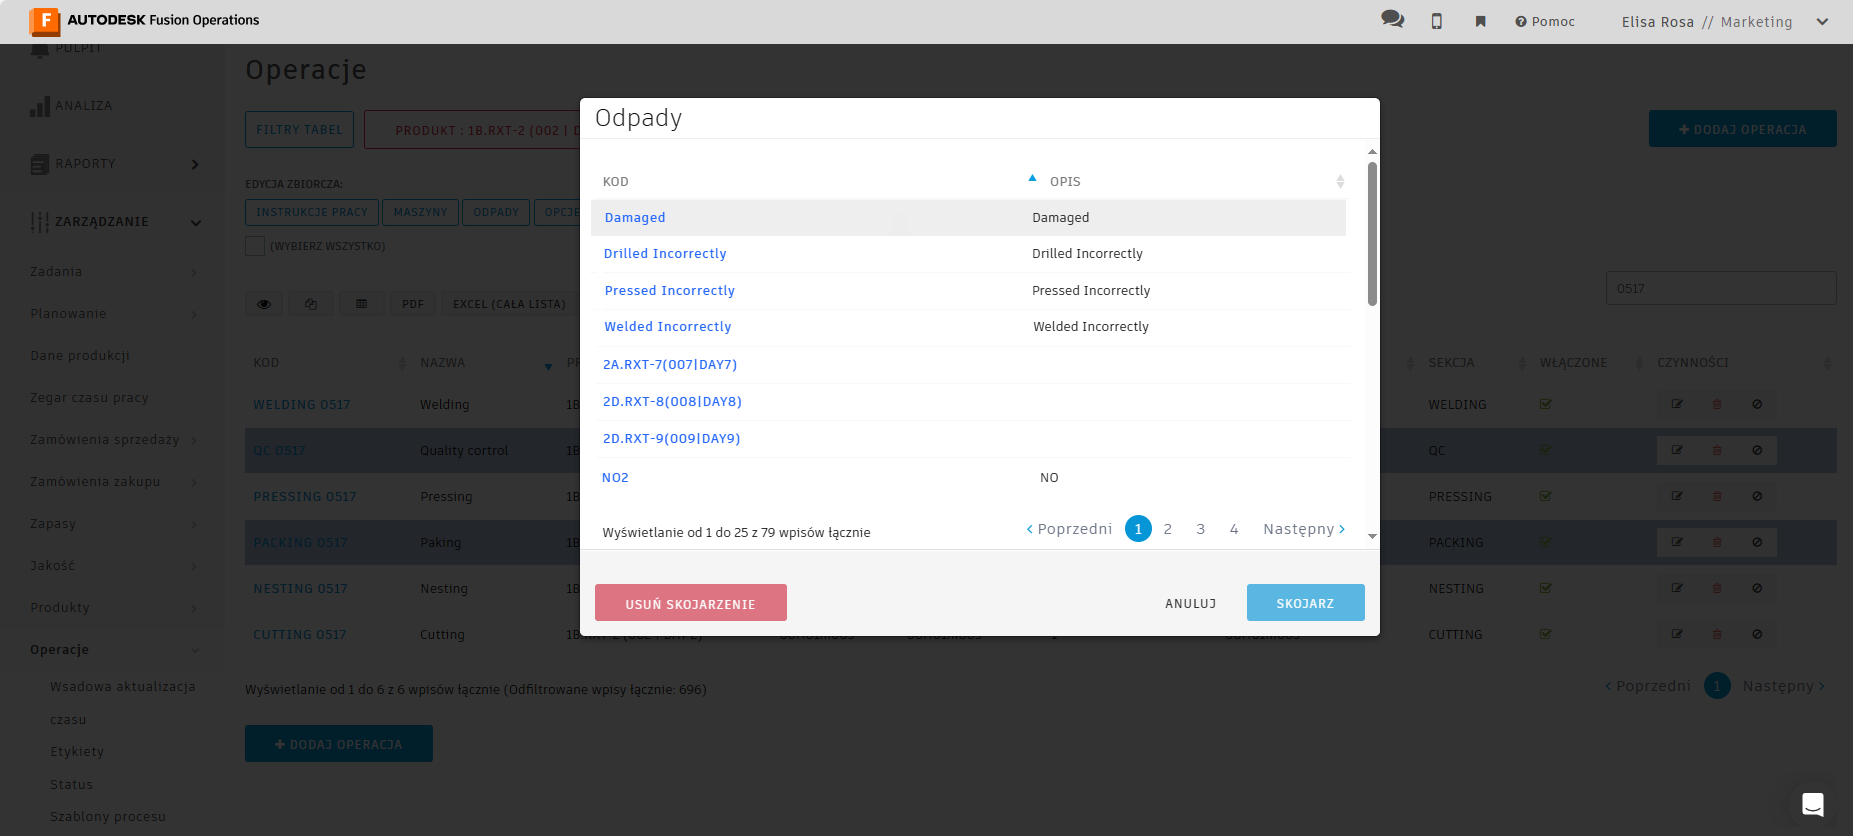 F AUTODESK Fusion Operations
Pomoc
Elisa Rosa // Marketing
PULPIT
ANALIZA
RAPORTY
ZARZĄDZANIE
Zadania
Planowanie
Dane produkcji
Zegar czasu pracy
Zamówienia sprzedaży
Zamówienia zakupu
Zapasy
Jakość
Produkty
Operacje
Wsadowa aktualizacja
czasu
Etykiety
Status
Szablony procesu
Operacje
FILTRY TABEL
PRODUKT : 1B.RXT-2 (002 | D
+ DODAJ OPERACJA
EDYCJA ZBIORCZA:
INSTRUKCJE PRACY
MASZYNY
ODPADY
OPCJE
(WYBIERZ WSZYSTKO)
PDF
EXCEL (CAŁA LISTA)
0517
KOD NAZWA PR SEKCJA WŁĄCZONE CZYNNOŚCI
WELDING 0517 Welding 1B WELDING
QC 0517 Quality cortrol 1B QC
PRESSING 0517 Pressing 1B PRESSING
PACKING 0517 Paking 1B PACKING
NESTING 0517 Nesting 1B NESTING
CUTTING 0517 Cutting 1B.RXT-2 (002 | DAY 2) CUTTING
Wyświetlanie od 1 do 6 z 6 wpisów łącznie (Odfiltrowane wpisy łącznie: 696)
Poprzedni 1 Następny
+ DODAJ OPERACJA
Odpady
KOD OPIS
Damaged Damaged
Drilled Incorrectly Drilled Incorrectly
Pressed Incorrectly Pressed Incorrectly
Welded Incorrectly Welded Incorrectly
2A.RXT-7(007|DAY7)
2D.RXT-8(008|DAY8)
2D.RXT-9(009|DAY9)
NO2 NO
Wyświetlanie od 1 do 25 z 79 wpisów łącznie
Poprzedni 1 2 3 4 Następny
USUŃ SKOJARZENIE
ANULUJ
SKOJARZ